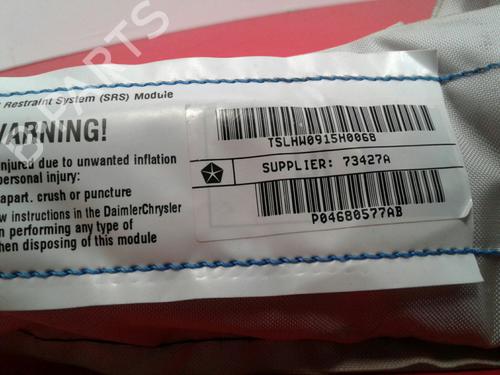 B PARTS
Restraint System (SRS) Module
WARNING!
njured due to unwanted inflation
personal injury:
apart. crush or puncture
w instructions in the DaimlerChrysler
n performing any type of
hen disposing of this module
TSLHW0915H0068
SUPPLIER: 73427A
P04680577AB